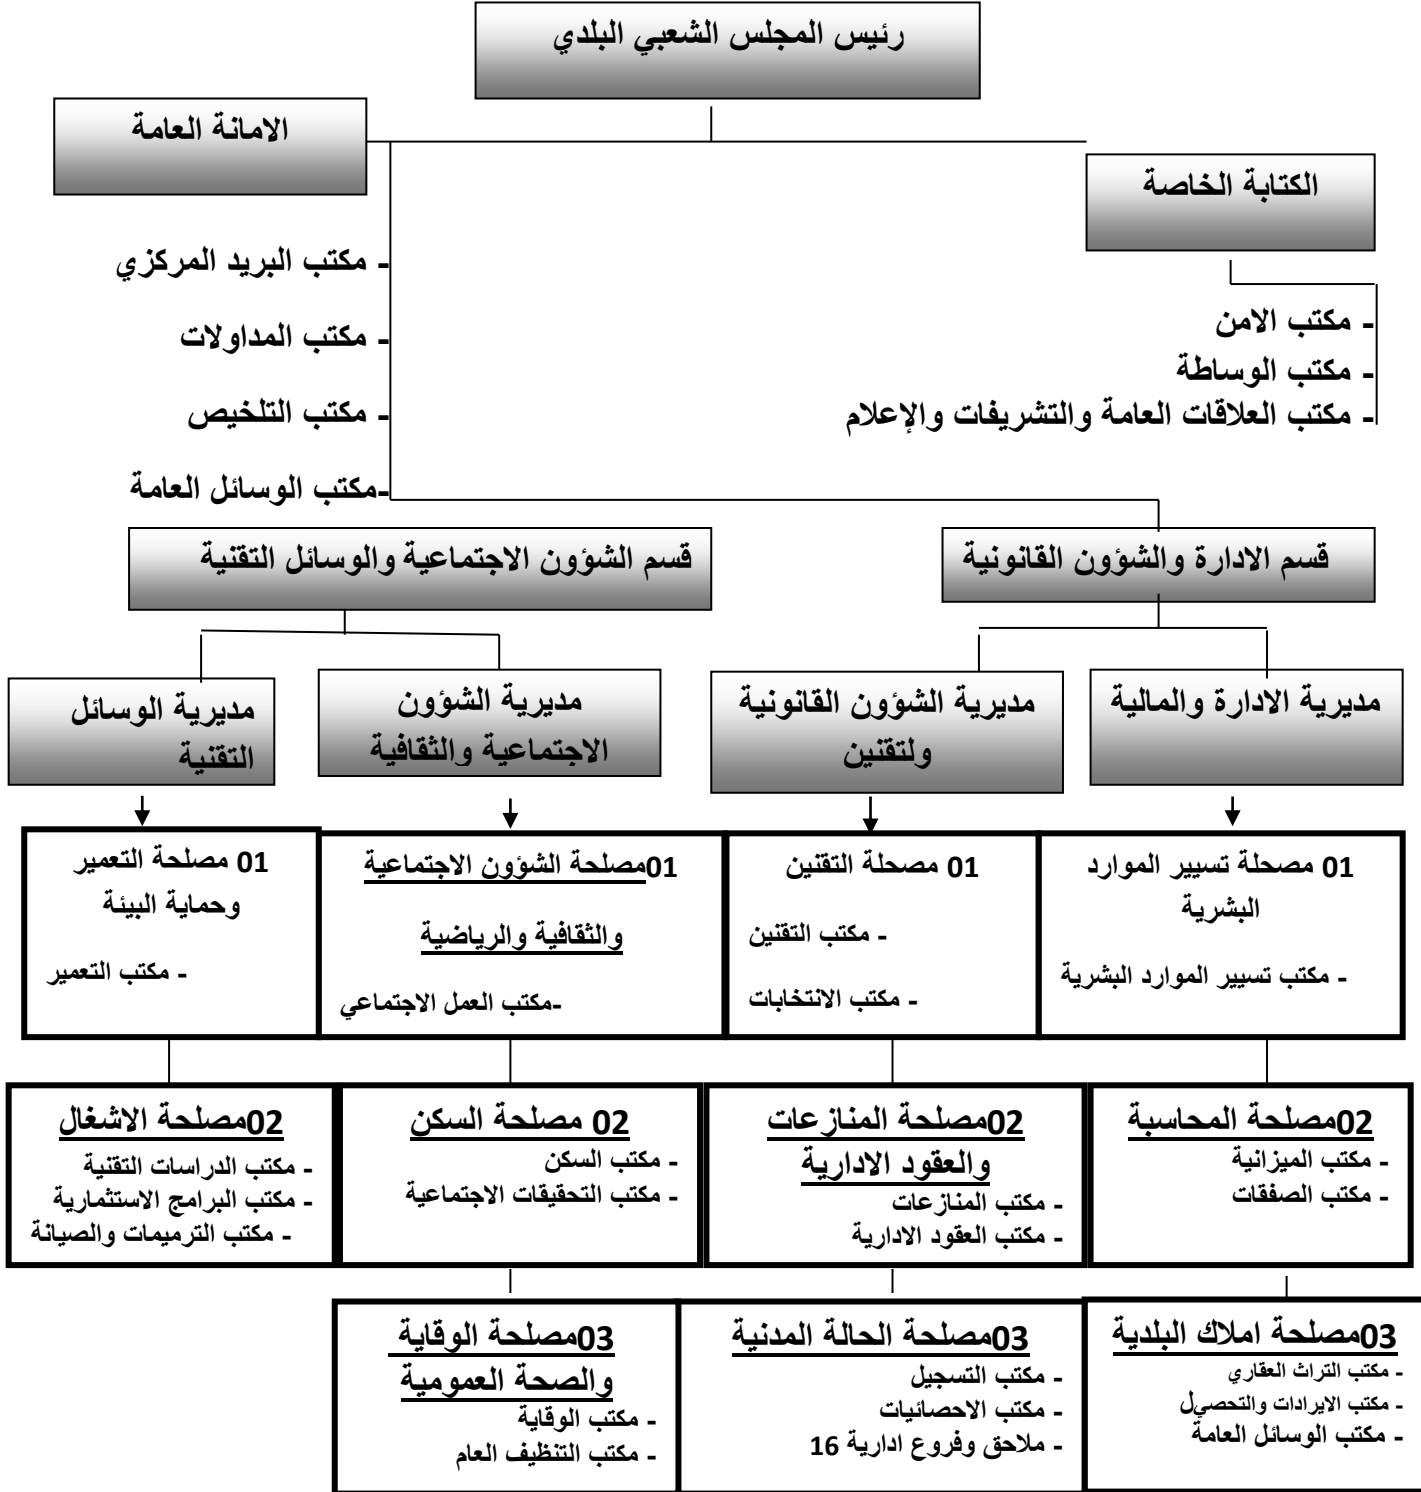 رئيس المجلس الشعبي البلدي
الامانة العامة
الكتابة الخاصة
- مكتب الامن
- مكتب الوساطة
- مكتب العلاقات العامة والتشريفات والإعلام
- مكتب البريد المركزي
- مكتب المداولات
- مكتب التلخيص
-مكتب الوسائل العامة
قسم الادارة والشؤون القانونية
قسم الشؤون الاجتماعية والوسائل التقنية
مديرية الادارة والمالية
مديرية الشؤون القانونية
ولتقنين
مديرية الشؤون
الاجتماعية والثقافية
مديرية الوسائل
التقنية
01 مصحلة تسيير الموارد
البشرية
- مكتب تسيير الموارد البشرية
01 مصحلة التقنين
- مكتب التقنين
- مكتب الانتخابات
01مصلحة الشؤون الاجتماعية
والثقافية والرياضية
-مكتب العمل الاجتماعي
01 مصلحة التعمير
وحماية البيئة
- مكتب التعمير
02مصلحة المحاسبة
- مكتب الميزانية
- مكتب الصفقات
02مصلحة المنازعات
والعقود الادارية
- مكتب المنازعات
- مكتب العقود الادارية
02 مصلحة السكن
- مكتب السكن
- مكتب التحقيقات الاجتماعية
02مصلحة الاشغال
- مكتب الدراسات التقنية
- مكتب البرامج الاستثمارية
- مكتب الترميمات والصيانة
03مصلحة املاك البلدية
- مكتب التراث العقاري
- مكتب الايرادات والتحصيل
- مكتب الوسائل العامة
03مصلحة الحالة المدنية
- مكتب التسجيل
- مكتب الاحصائيات
- ملاحق وفروع ادارية 16
03مصلحة الوقاية
والصحة العمومية
- مكتب الوقاية
- مكتب التنظيف العام